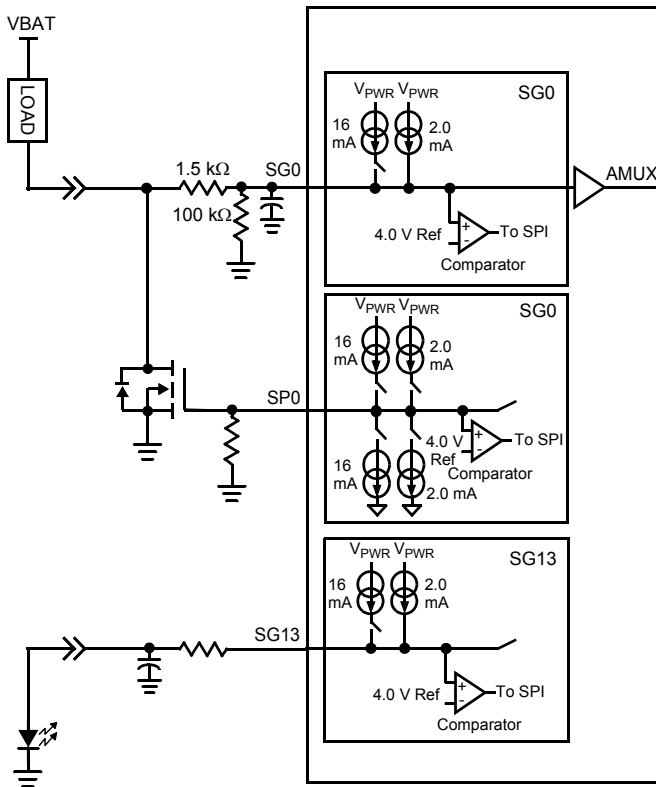 VBAT
LOAD
1.5 kΩ
100 kΩ
SG0
SG0
VPWR VPWR
16 mA
2.0 mA
4.0 V Ref
+
-
To SPI
Comparator
AMUX
SP0
SG0
VPWR VPWR
16 mA
2.0 mA
4.0 V Ref
+
-
To SPI
Comparator
16 mA
2.0 mA
SG13
SG13
VPWR VPWR
16 mA
2.0 mA
4.0 V Ref
+
-
To SPI
Comparator